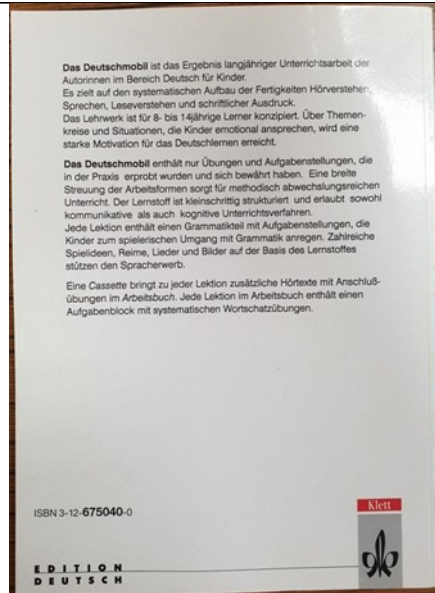 Das Deutschmobil ist das Ergebnis langjähriger Unterrichtsarbeit der
Autorinnen im Bereich Deutsch für Kinder.
Es zielt auf den systematischen Aufbau der Fertigkeiten Hörverstehen,
Sprechen, Leseverstehen und schriftlicher Ausdruck.
Das Lehrwerk ist für 8- bis 14jährige Lerner konzipiert. Über Themen-
kreise und Situationen, die Kinder emotional ansprechen, wird eine
starke Motivation für das Deutschlernen erreicht.
Das Deutschmobil enthält nur Übungen und Aufgabenstellungen, die
in der Praxis erprobt wurden und sich bewährt haben. Eine breite
Streuung der Arbeitsformen sorgt für methodisch abwechslungsreichen
Unterricht. Der Lernstoff ist kleinschrittig strukturiert und erlaubt sowohl
kommunikative als auch kognitive Unterrichtsverfahren.
Jede Lektion enthält einen Grammatikteil mit Aufgabenstellungen, die
Kinder zum spielerischen Umgang mit Grammatik anregen. Zahlreiche
Spielideen, Reime, Lieder und Bilder auf der Basis des Lernstoffes
stützen den Spracherwerb.
Eine Cassette bringt zu jeder Lektion zusätzliche Hörtexte mit Anschluß-
übungen im Arbeitsbuch. Jede Lektion im Arbeitsbuch enthält einen
Aufgabenblock mit systematischen Wortschatzübungen.
ISBN 3-12-675040-0
Klett
EDITION
DEUTSCH